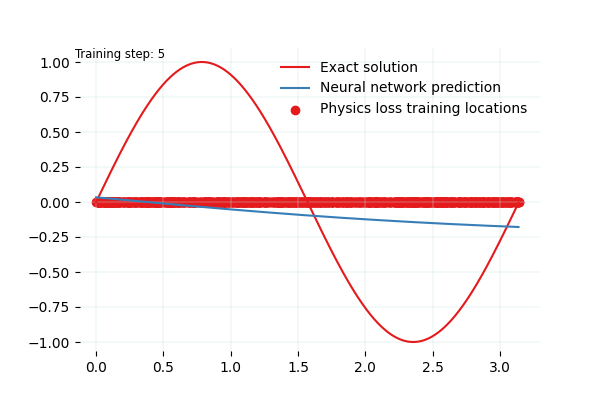 Training step: 5
Exact solution
Neural network prediction
Physics loss training locations
1.00
0.75
0.50
0.25
0.00
−0.25
−0.50
−0.75
−1.00
0.0 0.5 1.0 1.5 2.0 2.5 3.0